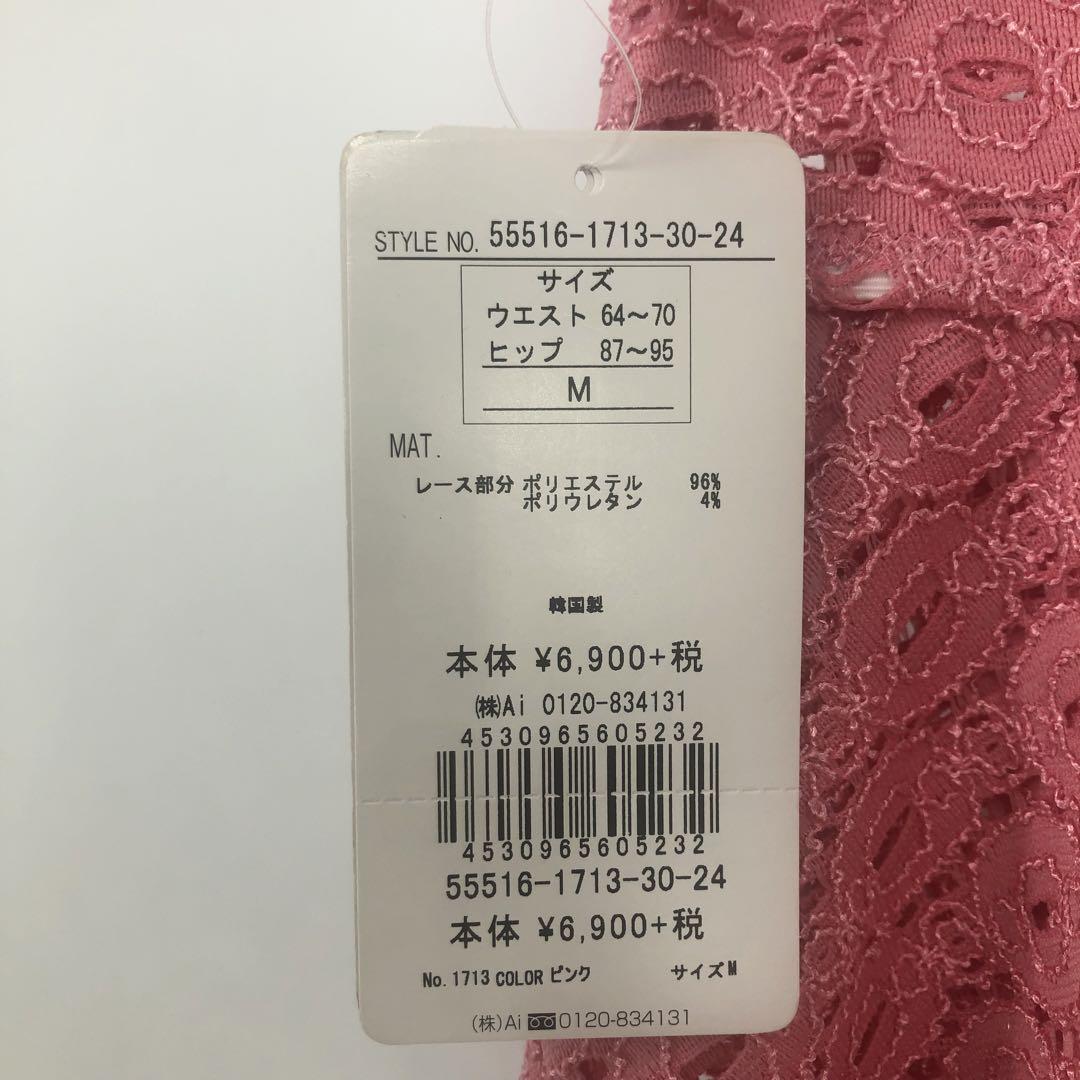 STYLE NO. 55516-1713-30-24
サイズ
ウエスト 64〜70
ヒップ 87〜95
M
MAT.
レース部分 ポリエステル 96%
ポリウレタン 4%
韓国製
本体 ¥6,900+税
㈱Ai 0120-834131
4530965605232
4530965605232
55516-1713-30-24
本体 ¥6,900+税
No. 1713 COLOR ピンク サイズ M
(株)Ai 0120-834131